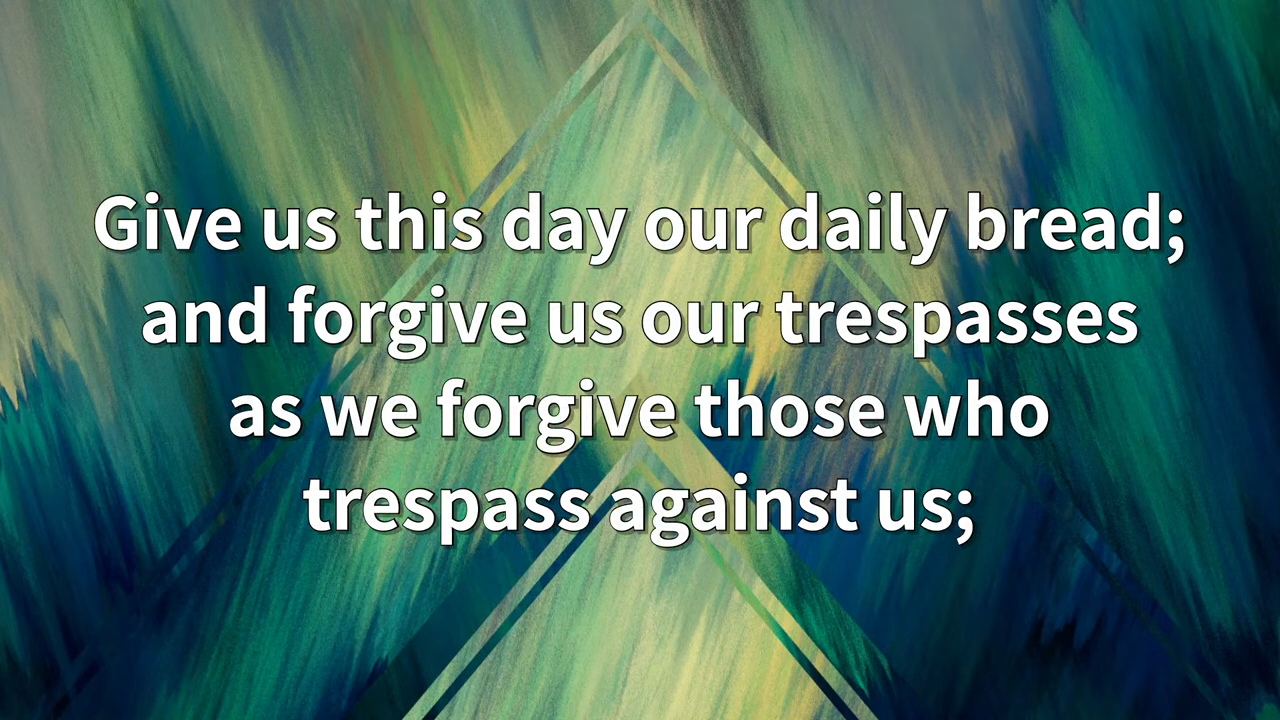 Give us this day our daily bread;
and forgive us our trespasses
as we forgive those who
trespass against us;